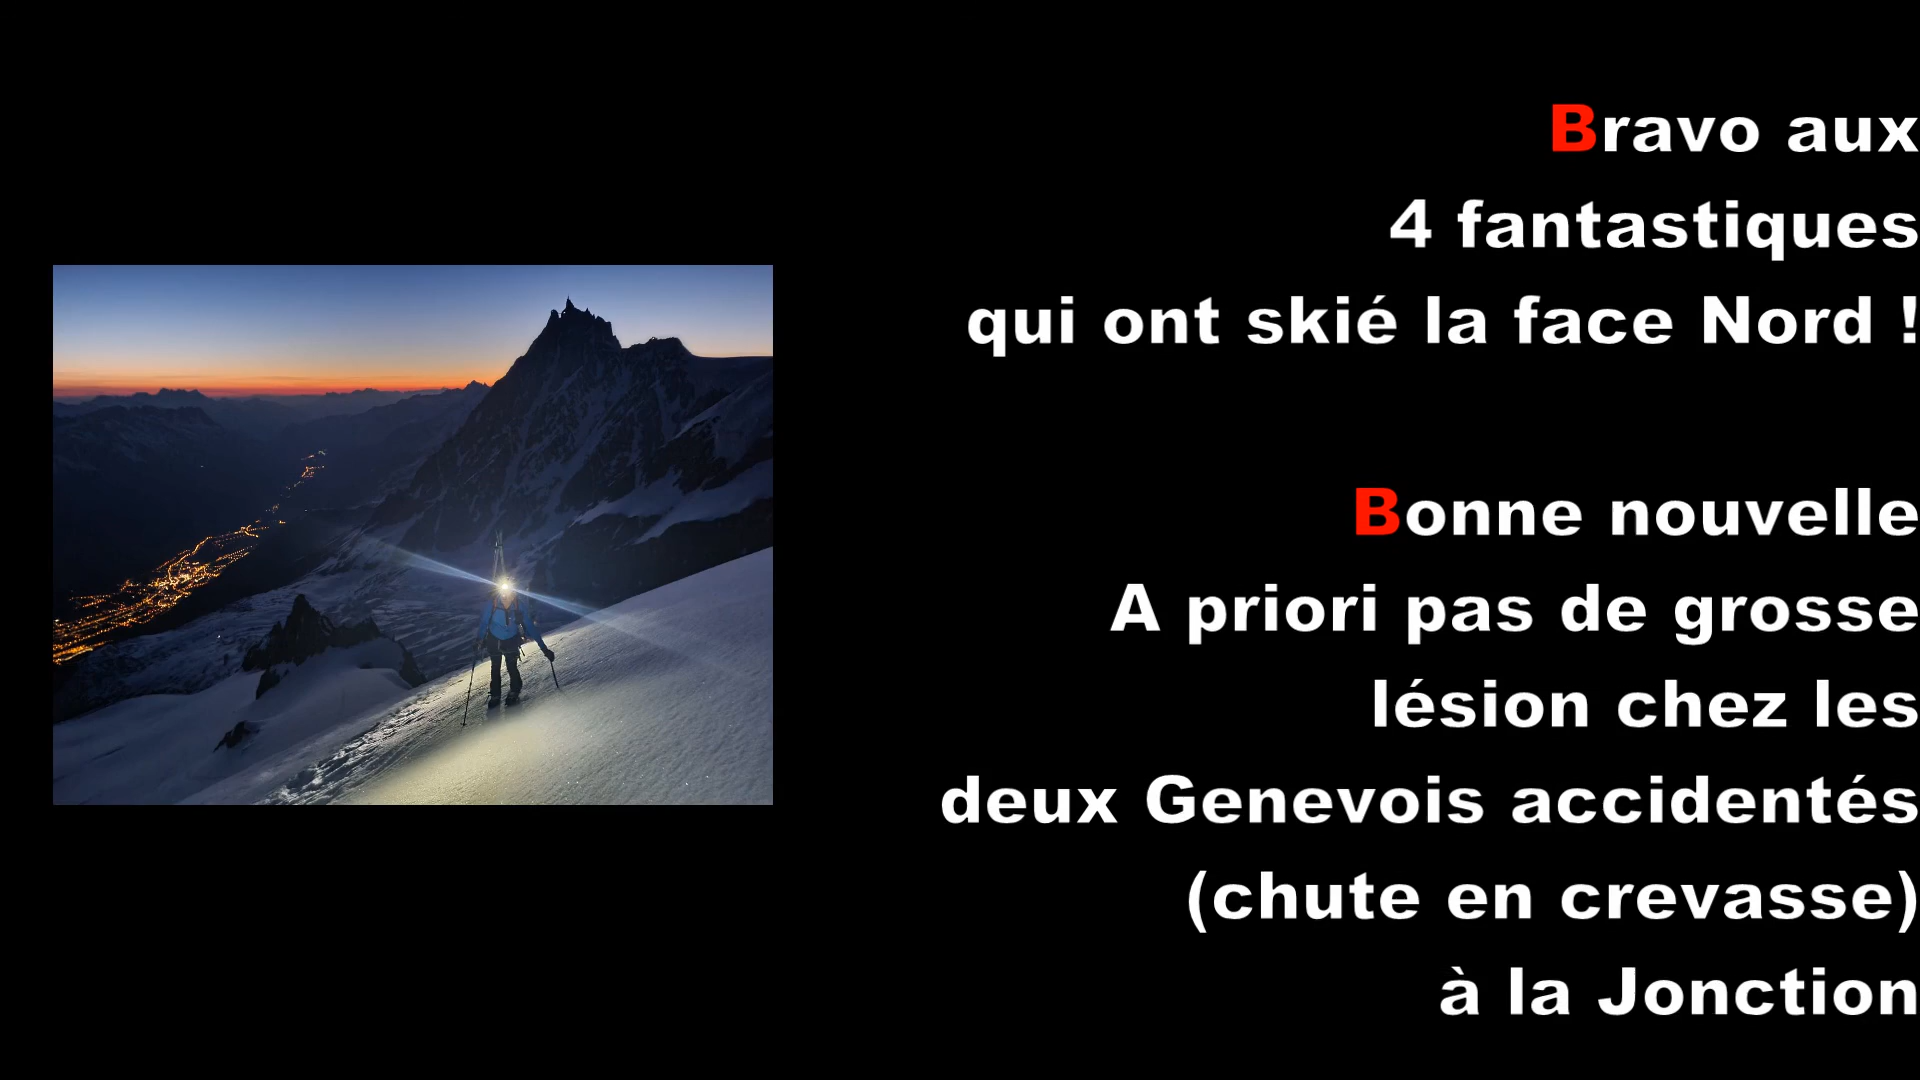 Bravo aux
4 fantastiques
qui ont skié la face Nord !
Bonne nouvelle
A priori pas de grosse
lésion chez les
deux Genevois accidentés
(chute en crevasse)
à la Jonction